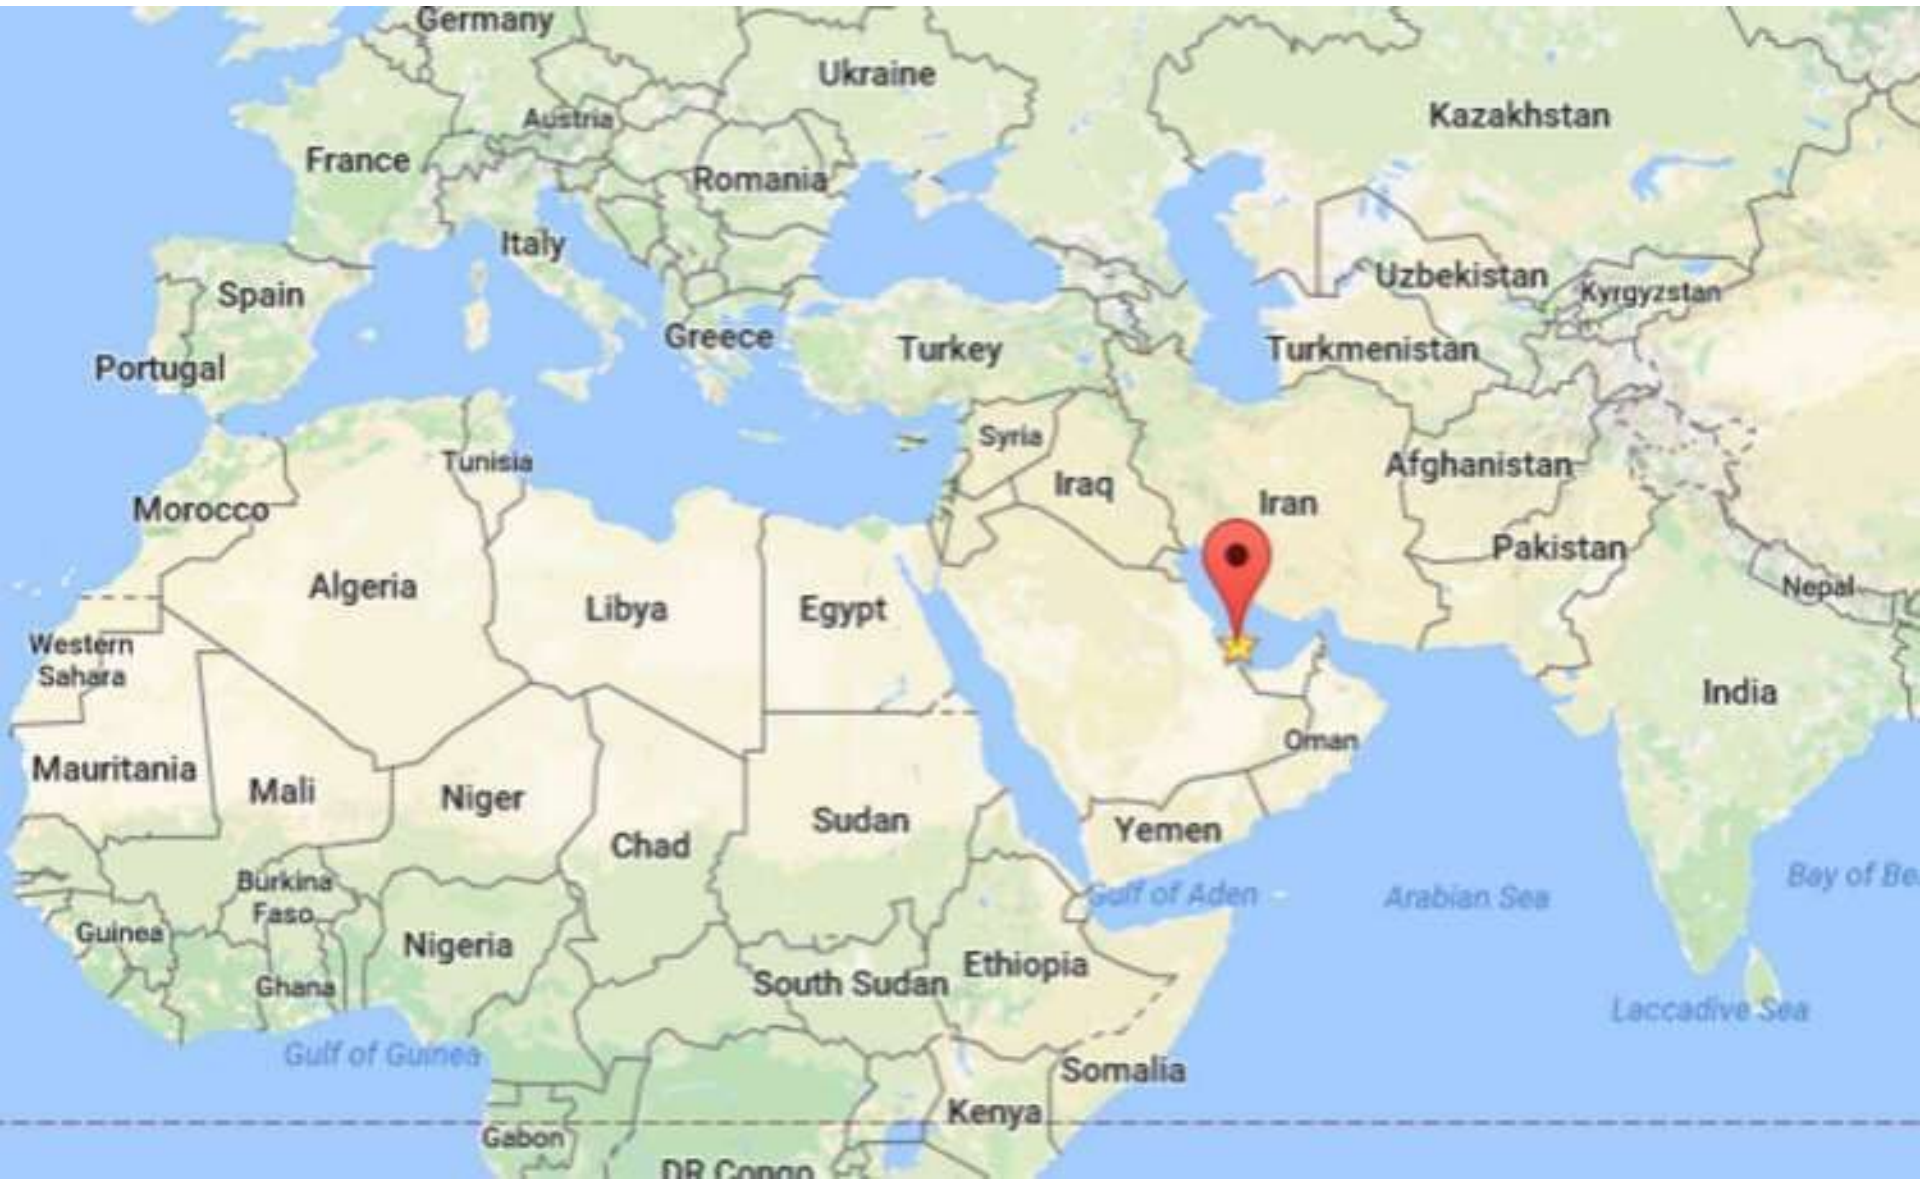 Germany
Ukraine
Kazakhstan
Austria
France
Romania
Italy
Uzbekistan
Kyrgyzstan
Spain
Greece
Turkey
Turkmenistan
Portugal
Syria
Afghanistan
Tunisia
Iraq
Iran
Morocco
Pakistan
Algeria
Libya
Egypt
Nepal
Western
Sahara
India
Oman
Mauritania
Mali
Niger
Sudan
Yemen
Chad
Burkina
Faso
Gulf of Aden
Arabian Sea
Bay of Be
Guinea
Nigeria
Ethiopia
Ghana
South Sudan
Laccadive Sea
Gulf of Guinea
Somalia
Kenya
Gabon
DR Congo